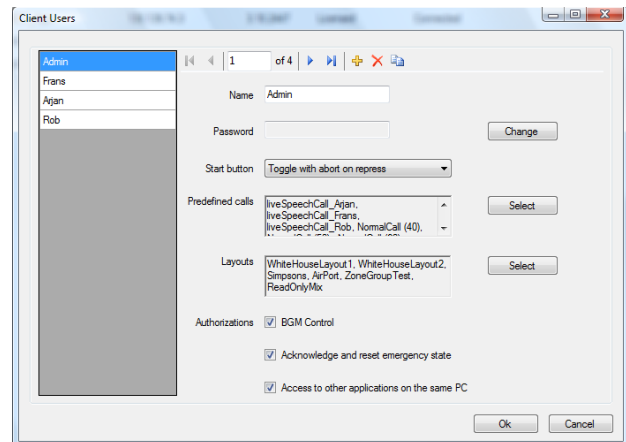 Client Users
Licensed Connected
Admin
Frans
Arjan
Rob
1 of 4
Name Admin
Password Change
Start button Toggle with abort on repress
Predefined calls liveSpeechCall_Arjan,
liveSpeechCall_Frans,
liveSpeechCall_Rob, NormalCall (40),
Select
Layouts WhiteHouseLayout1, WhiteHouseLayout2,
Simpsons, AirPort, ZoneGroupTest,
ReadOnlyMix
Select
Authorizations BGM Control
Acknowledge and reset emergency state
Access to other applications on the same PC
Ok Cancel